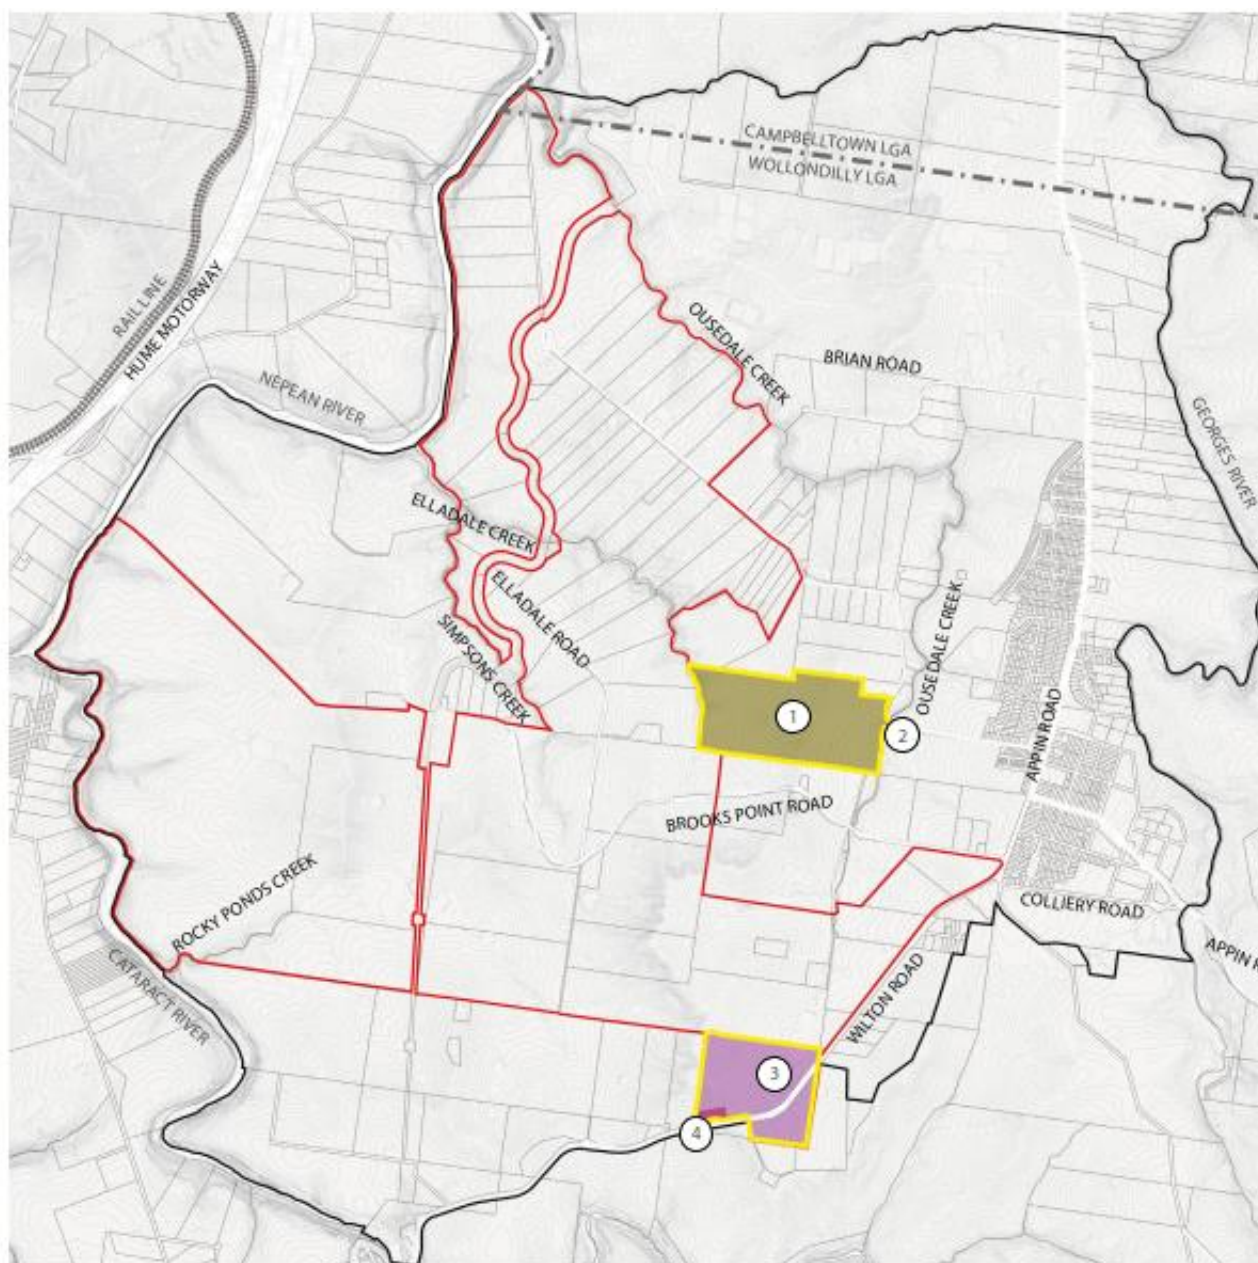 CAMPBELLTOWN LGA
WOLLONDILLY LGA
RAIL LINE
HUME MOTORWAY
NEPEAN RIVER
OUSEDALE CREEK
BRIAN ROAD
GEORGES RIVER
ELLADALE CREEK
ELLADALE ROAD
SIMPSONS CREEK
OUSEDALE CREEK
1
2
APPIN ROAD
BROOKS POINT ROAD
ROCKY PONDS CREEK
COLLIERY ROAD
APPIN R
CATARACT RIVER
WILTON ROAD
3
4